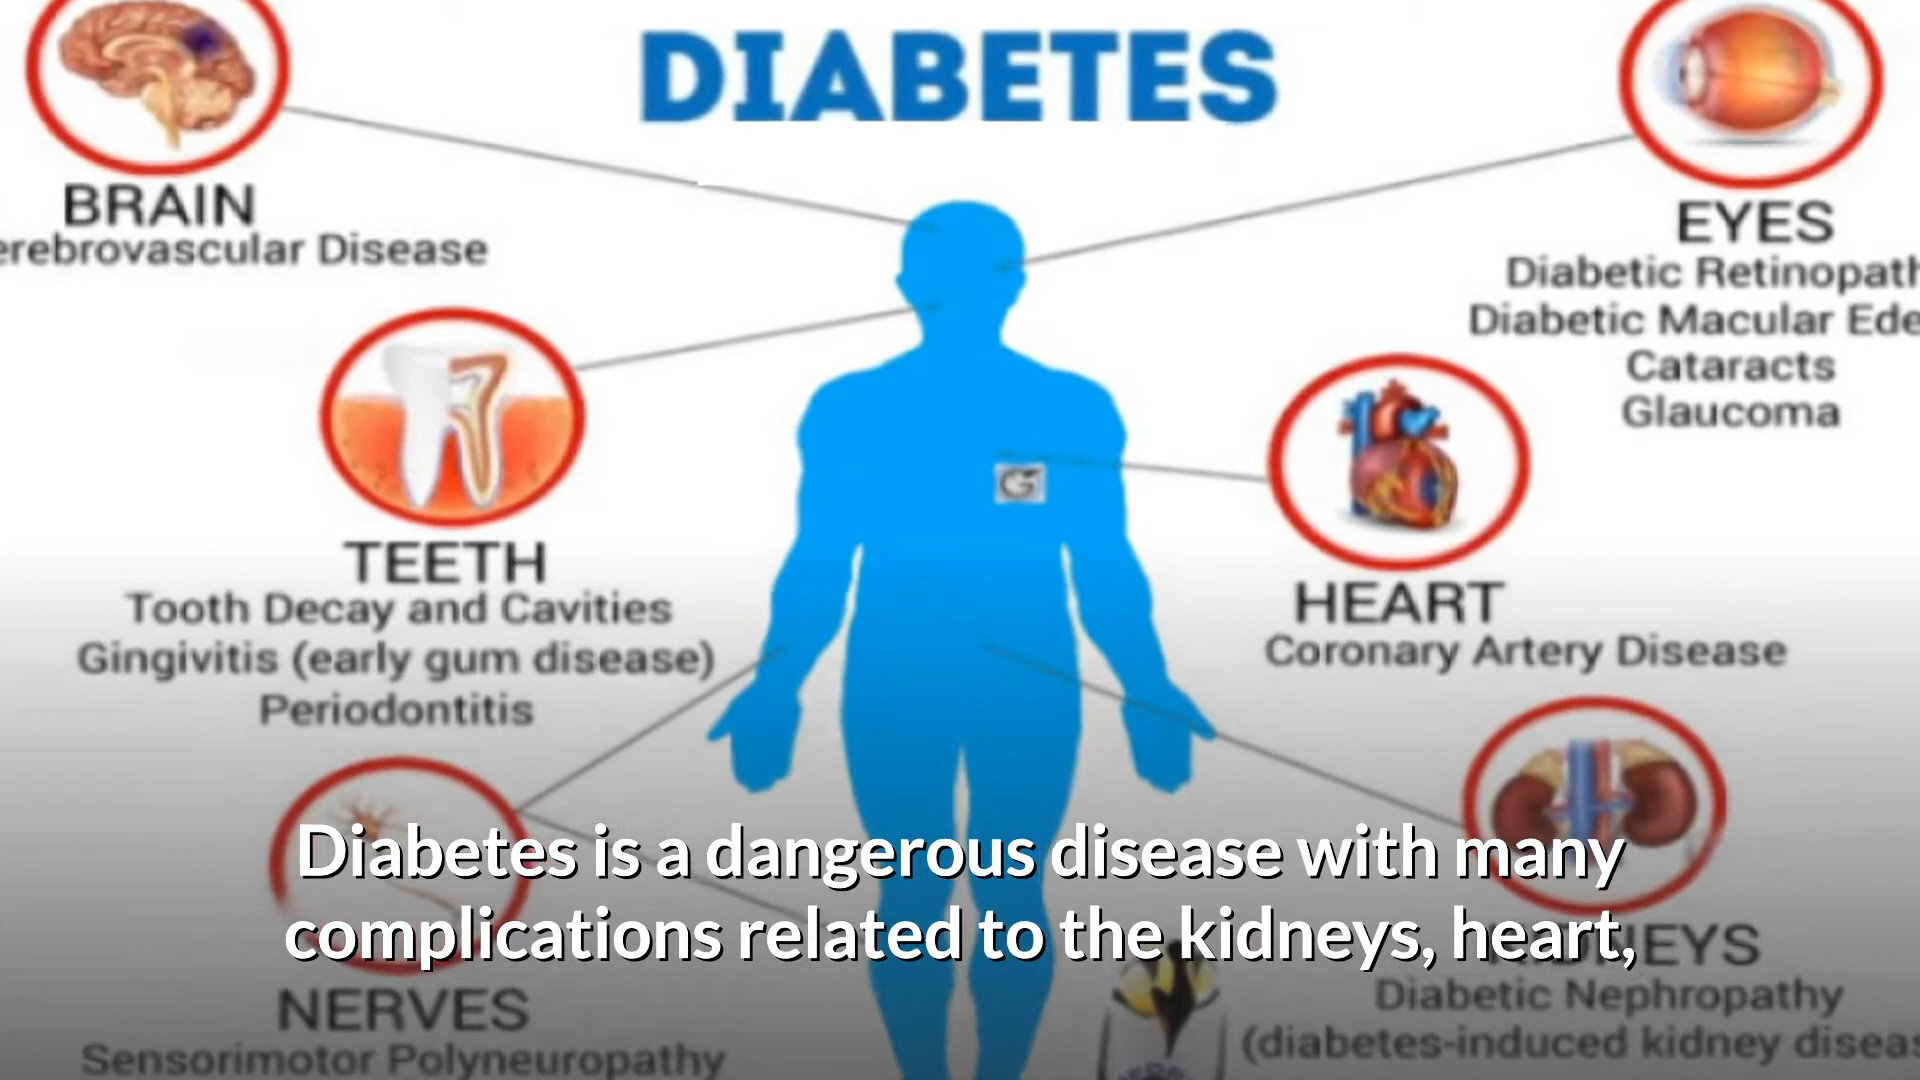 DIABETES
BRAIN
erebrovascular Disease
EYES
Diabetic Retinopath
Diabetic Macular Ede
Cataracts
Glaucoma
TEETH
Tooth Decay and Cavities
Gingivitis (early gum disease)
Periodontitis
HEART
Coronary Artery Disease
G
Diabetes is a dangerous disease with many
complications related to the kidneys, heart,
NERVES
Sensorimotor Polyneuropathy
KIDNEYS
Diabetic Nephropathy
(diabetes-induced kidney diseas